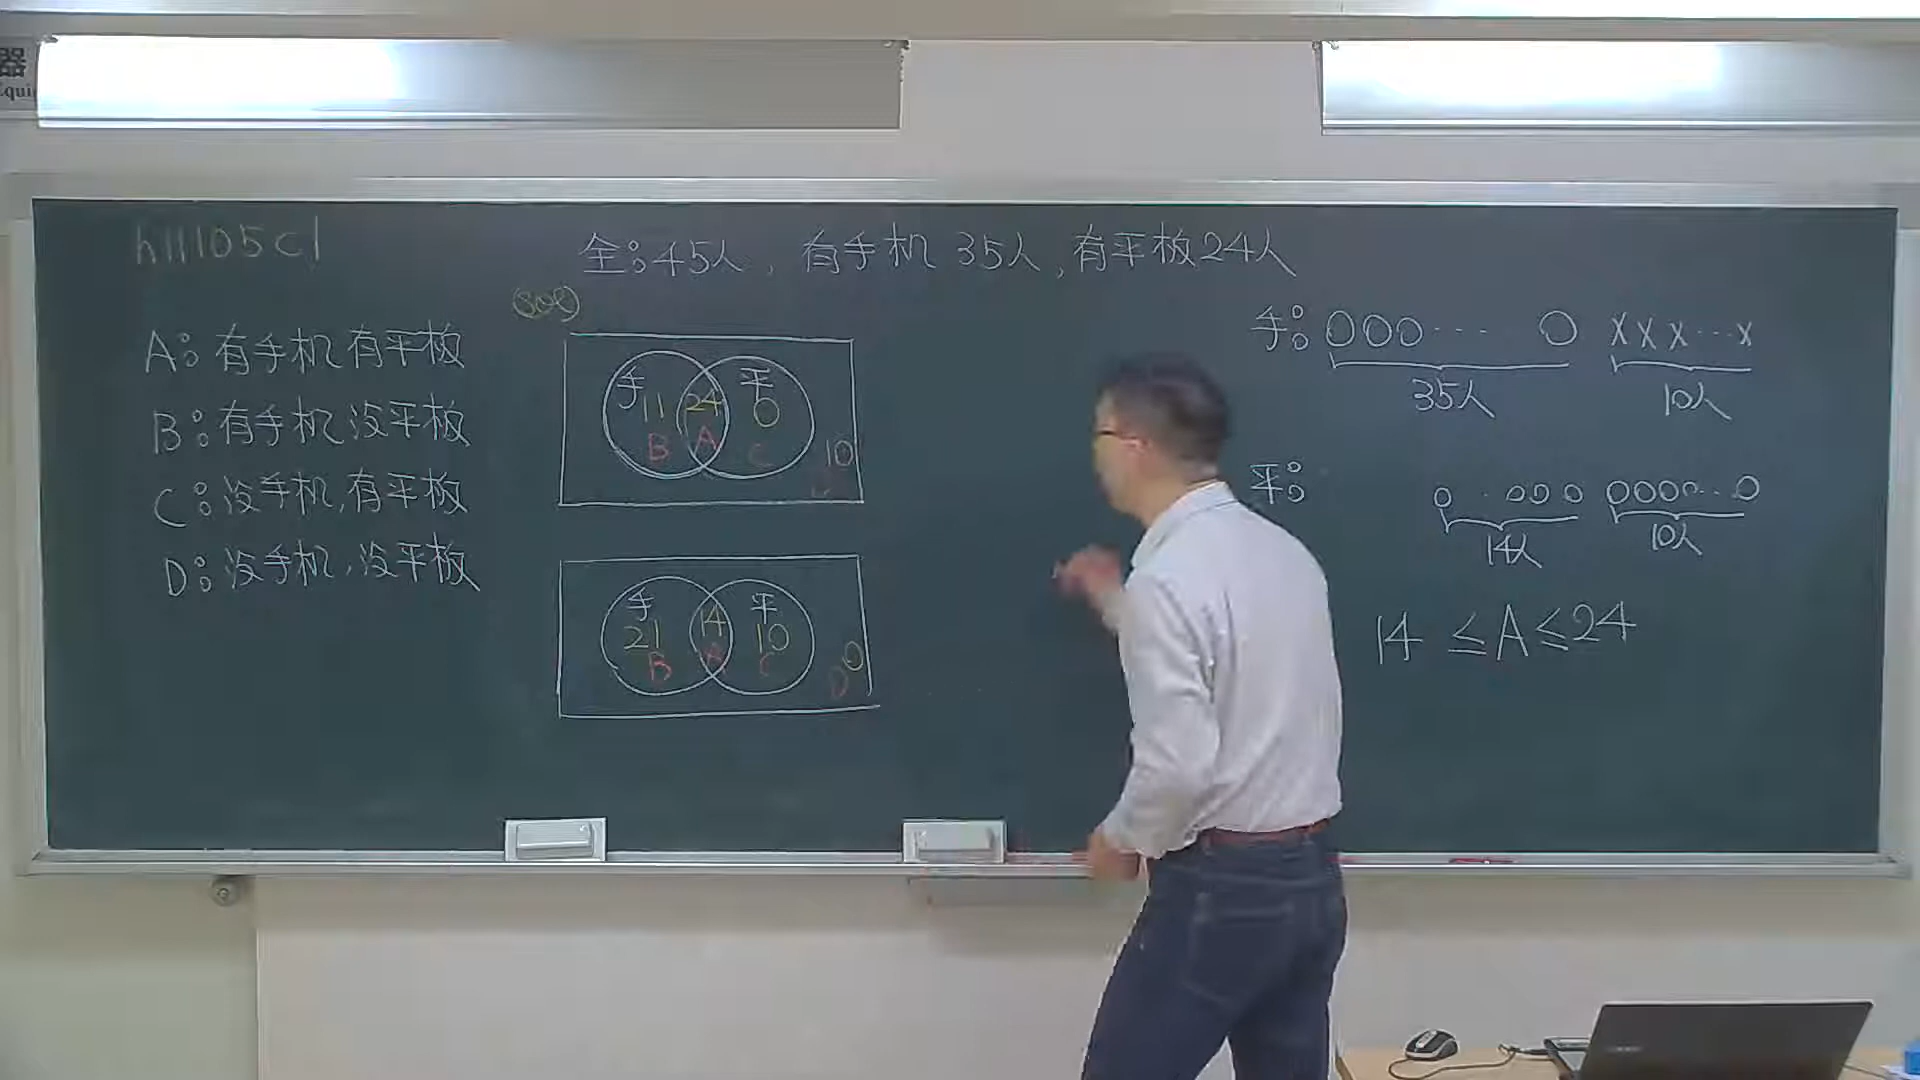 器
Equi
h11105c1
全:45人, 有手机 35人,有平板24人
(sol)
A:有手机有平板
B:有手机没平板
C:没手机,有平板
D:没手机,没平板
手 平
11 24 0
B A C 10
手 平
21 14 10
B A C D 0
手:000··· 0 xxx···x
35人 10人
平: 0 ·000 0000··0
14人 10人
14 ≤A≤24